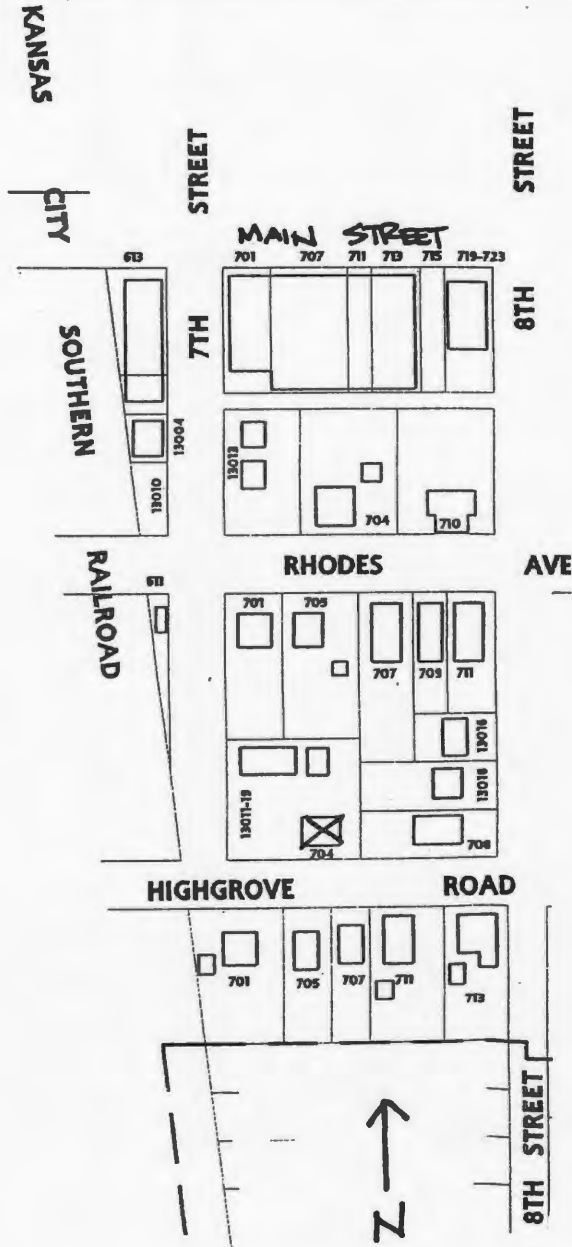 KANSAS
CITY
SOUTHERN
RAILROAD
STREET
7TH
STREET
8TH
MAIN STREET
613
701
707
711
713
715
719-723
13004
13010
13013
704
710
RHODES AVE
611
701
705
707
709
711
13016
13018
13011-19
704
708
HIGHGROVE ROAD
701
705
707
711
713
8TH STREET
N